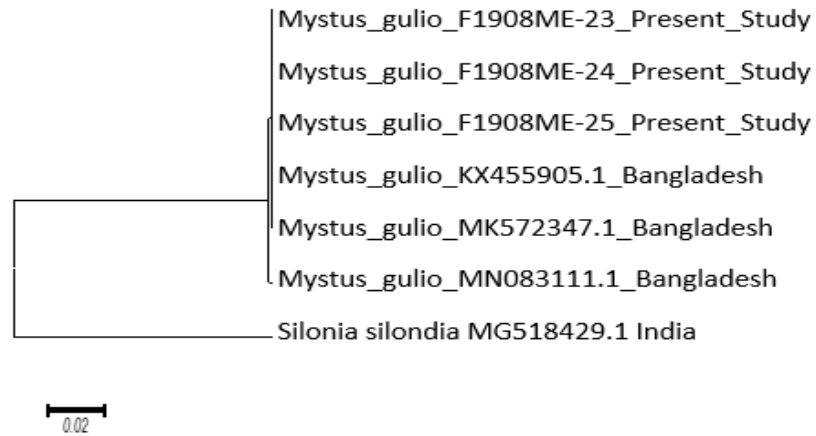 Mystus_gulio_F1908ME-23_Present_Study
Mystus_gulio_F1908ME-24_Present_Study
Mystus_gulio_F1908ME-25_Present_Study
Mystus_gulio_KX455905.1_Bangladesh
Mystus_gulio_MK572347.1_Bangladesh
Mystus_gulio_MN083111.1_Bangladesh
Silonia silondia MG518429.1 India
0.02